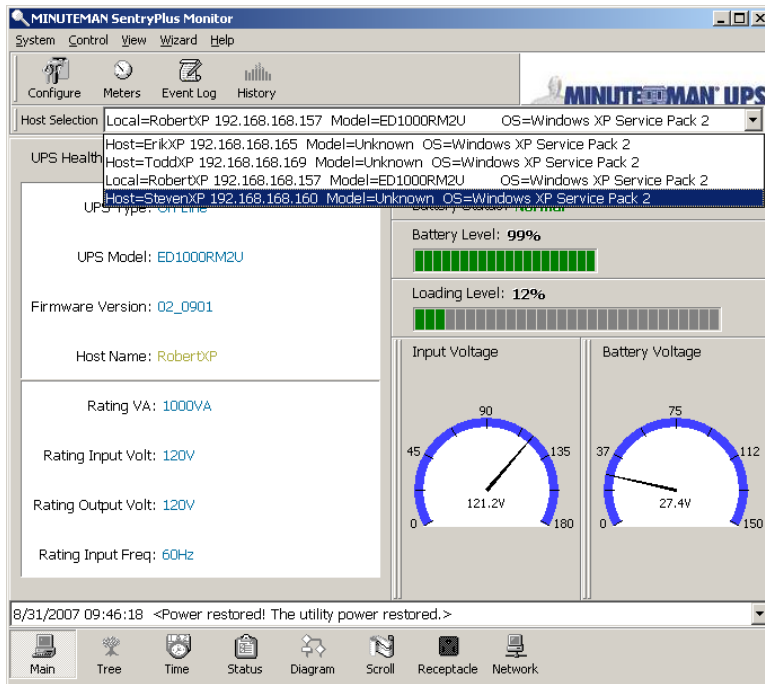 MINUTEMAN SentryPlus Monitor
System Control View Wizard Help
Configure Meters Event Log History
MINUTEMAN® UPS
Host Selection Local=RobertXP 192.168.168.157 Model=ED1000RM2U OS=Windows XP Service Pack 2
Host=ErikXP 192.168.168.165 Model=Unknown OS=Windows XP Service Pack 2
UPS Health
Host=ToddXP 192.168.168.169 Model=Unknown OS=Windows XP Service Pack 2
Local=RobertXP 192.168.168.157 Model=ED1000RM2U OS=Windows XP Service Pack 2
Host=StevenXP 192.168.168.160 Model=Unknown OS=Windows XP Service Pack 2
UPS Type: On Line
Battery Status: Normal
Battery Level: 99%
UPS Model: ED1000RM2U
Loading Level: 12%
Firmware Version: 02_0901
Host Name: RobertXP
Input Voltage
Battery Voltage
Rating VA: 1000VA
90
75
Rating Input Volt: 120V
45
135
37
112
Rating Output Volt: 120V
121.2V
27.4V
0
180
0
150
Rating Input Freq: 60Hz
8/31/2007 09:46:18 <Power restored! The utility power restored.>
Main Tree Time Status Diagram Scroll Receptacle Network